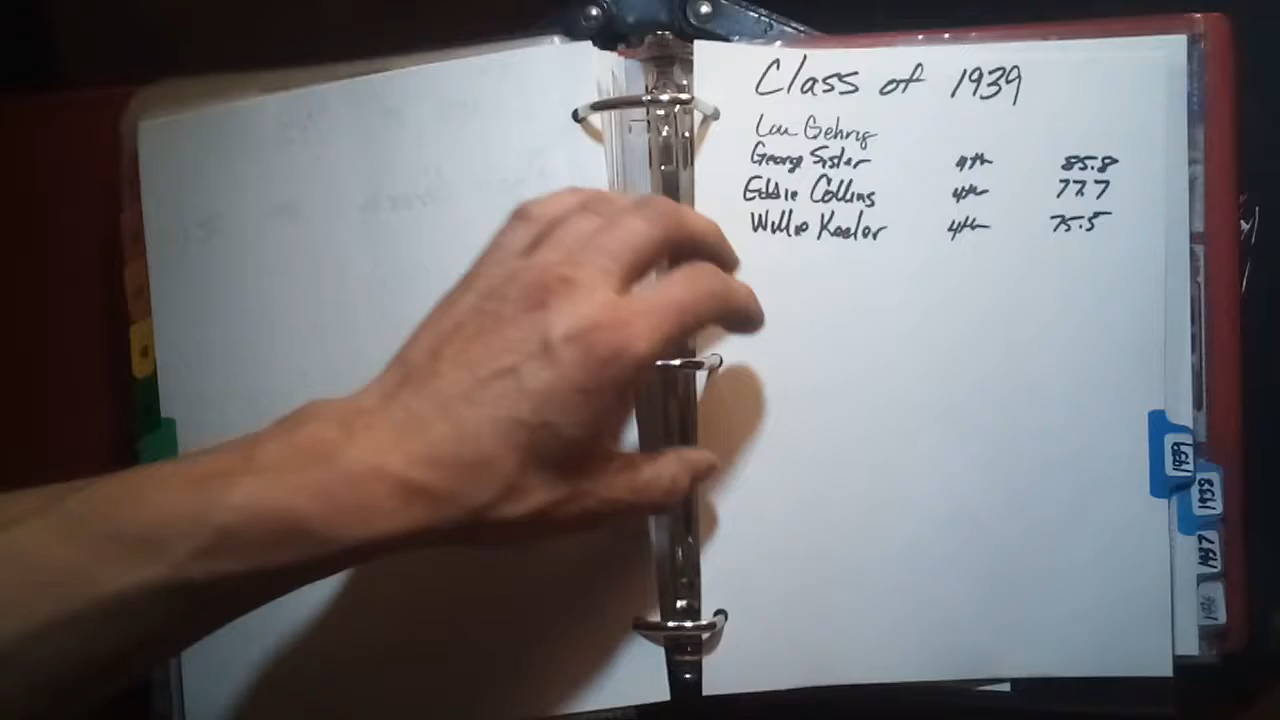 Class of 1939
Lou Gehrig
George Sisler 4th 85.8
Eddie Collins 4th 77.7
Willie Keeler 4th 75.5
1939
1938
1937
1936